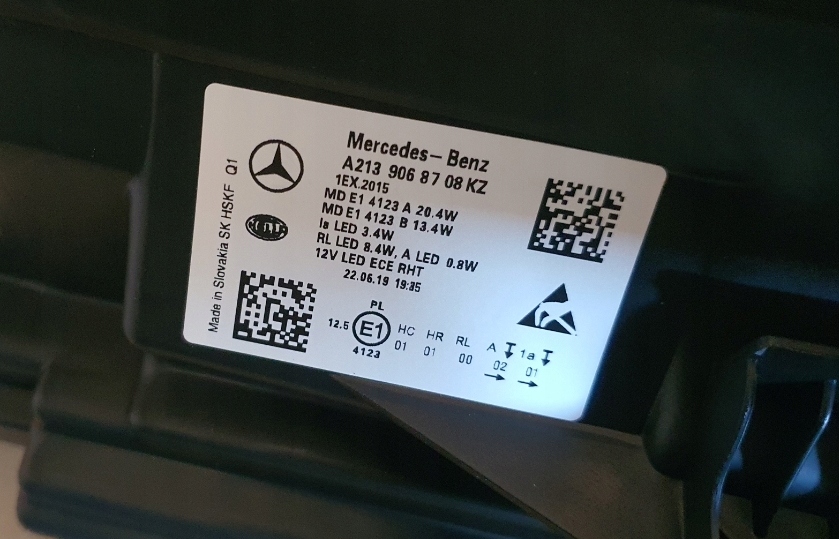 Mercedes-Benz
A213 906 87 08 KZ
1EX.2015
MD E1 4123 A 20.4W
MD E1 4123 B 13.4W
la LED 3.4W
RL LED 8.4W, A LED 0.8W
12V LED ECE RHT
22.06.19 19:35
Made in Slovakia SK HSKF Q1
PL
12.5 E1 HC HR RL A 1a
4123 01 01 00 02 01